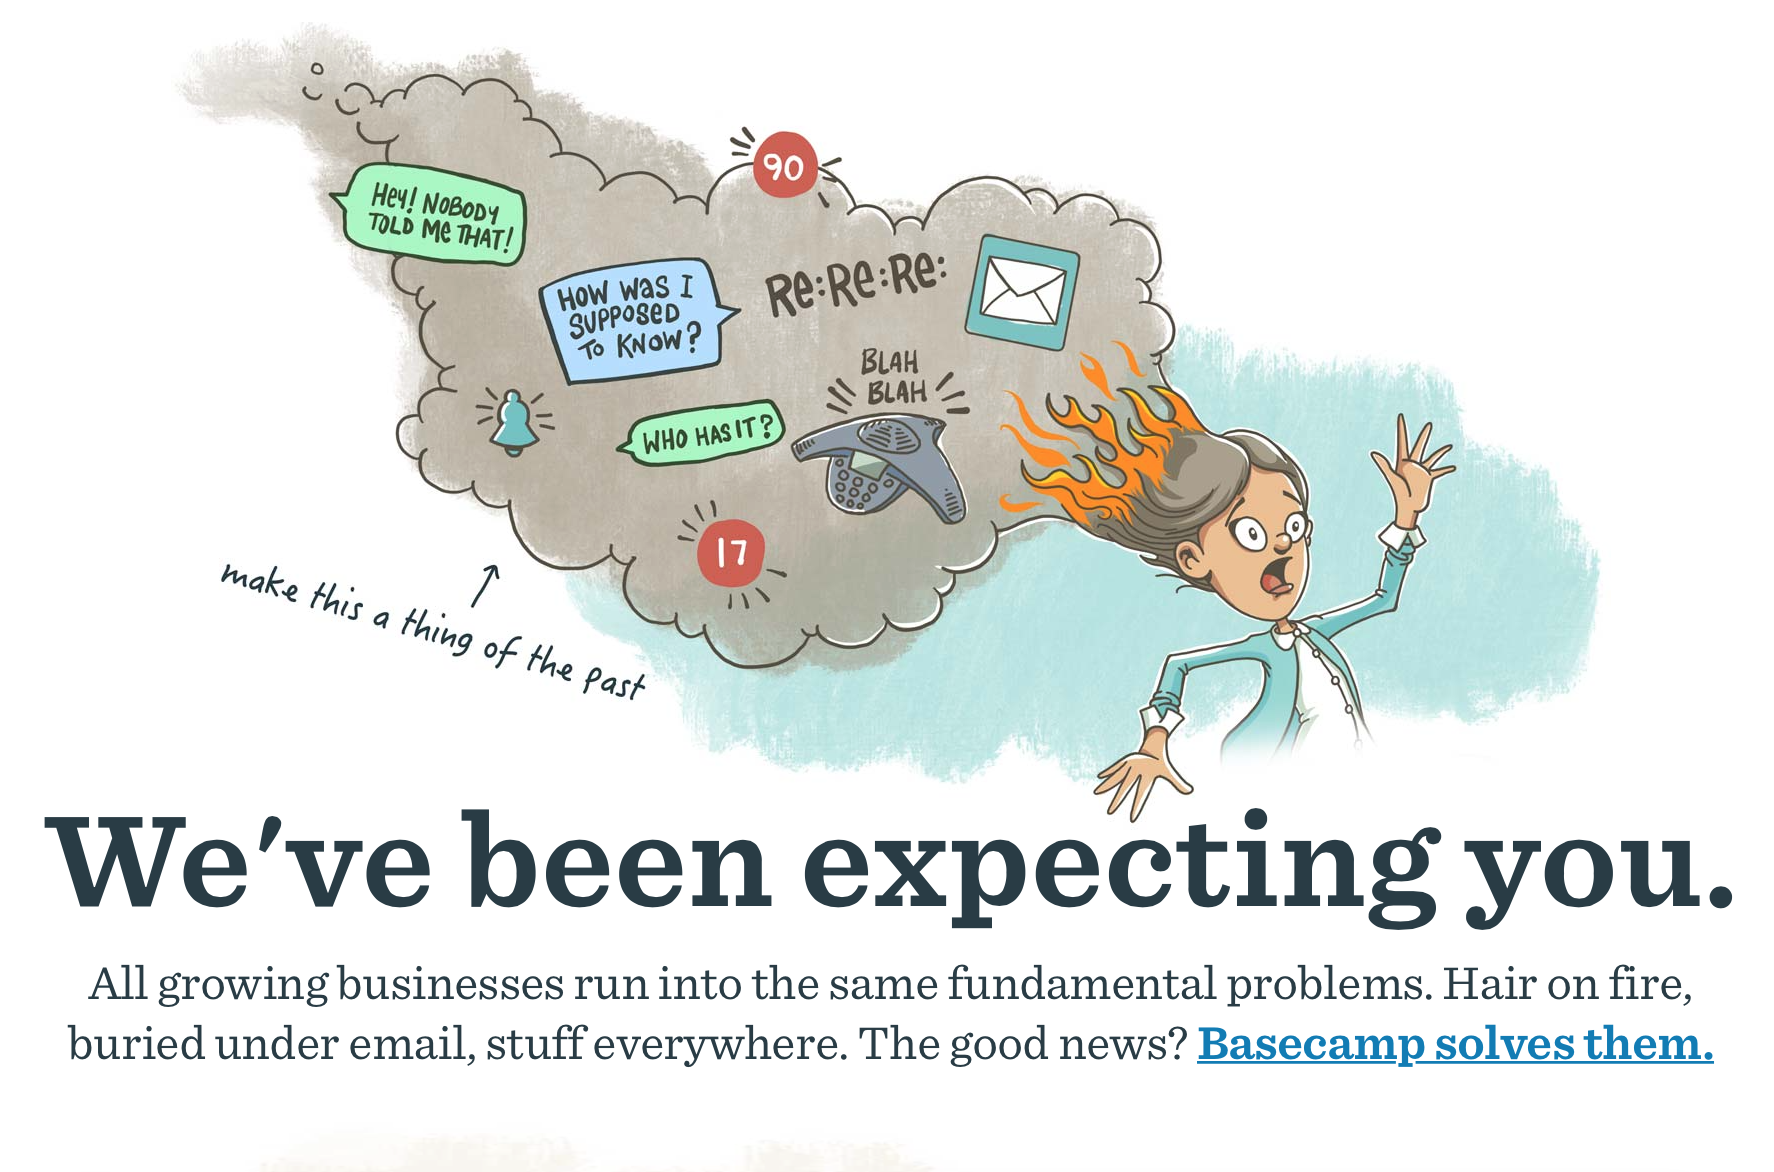 90
Hey! NOBODY
TOLD Me THAT!
HOW WAS I
SUPPOSED
TO KNOW?
Re:Re:Re:
BLAH
BLAH
WHO HAS IT?
17
make this a thing of the past
We've been expecting you.
All growing businesses run into the same fundamental problems. Hair on fire,
buried under email, stuff everywhere. The good news? Basecamp solves them.